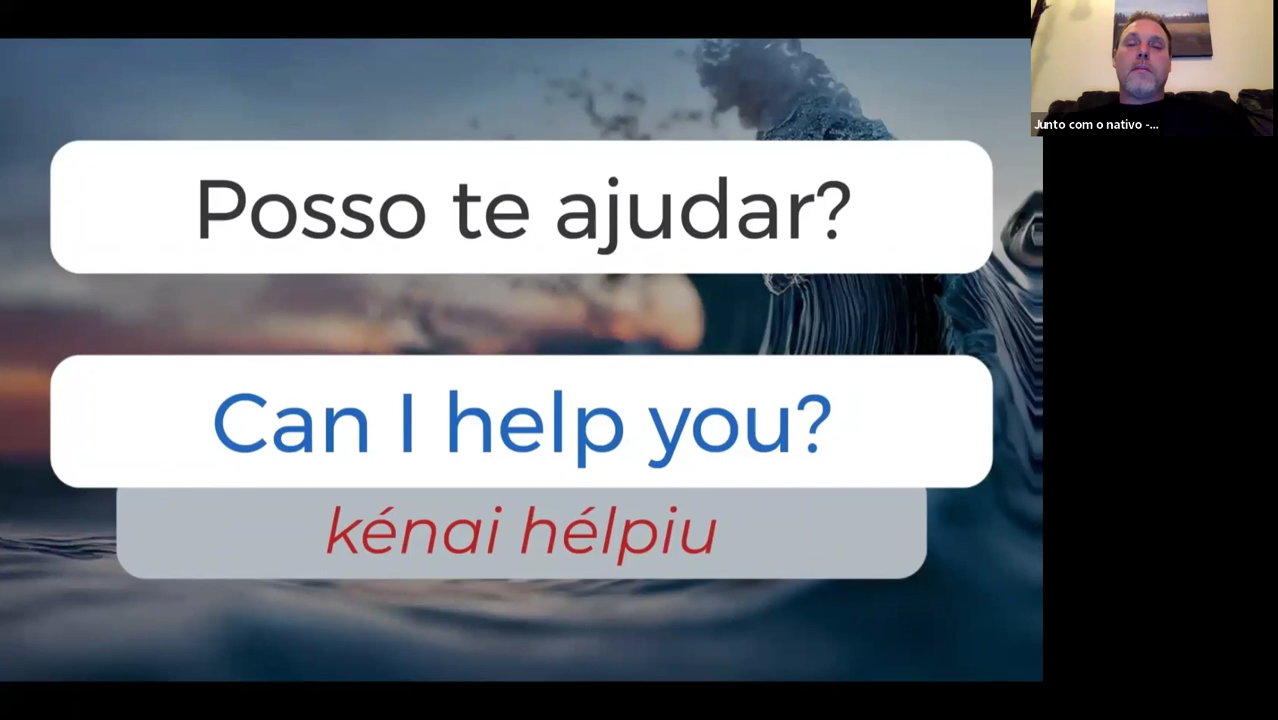 Posso te ajudar?
Can I help you?
kénai hélpiu
Junto com o nativo -...